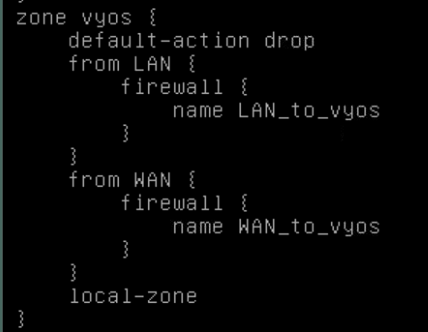 zone vyos {
default-action drop
from LAN {
firewall {
name LAN_to_vyos
}
}
from WAN {
firewall {
name WAN_to_vyos
}
}
local-zone
}